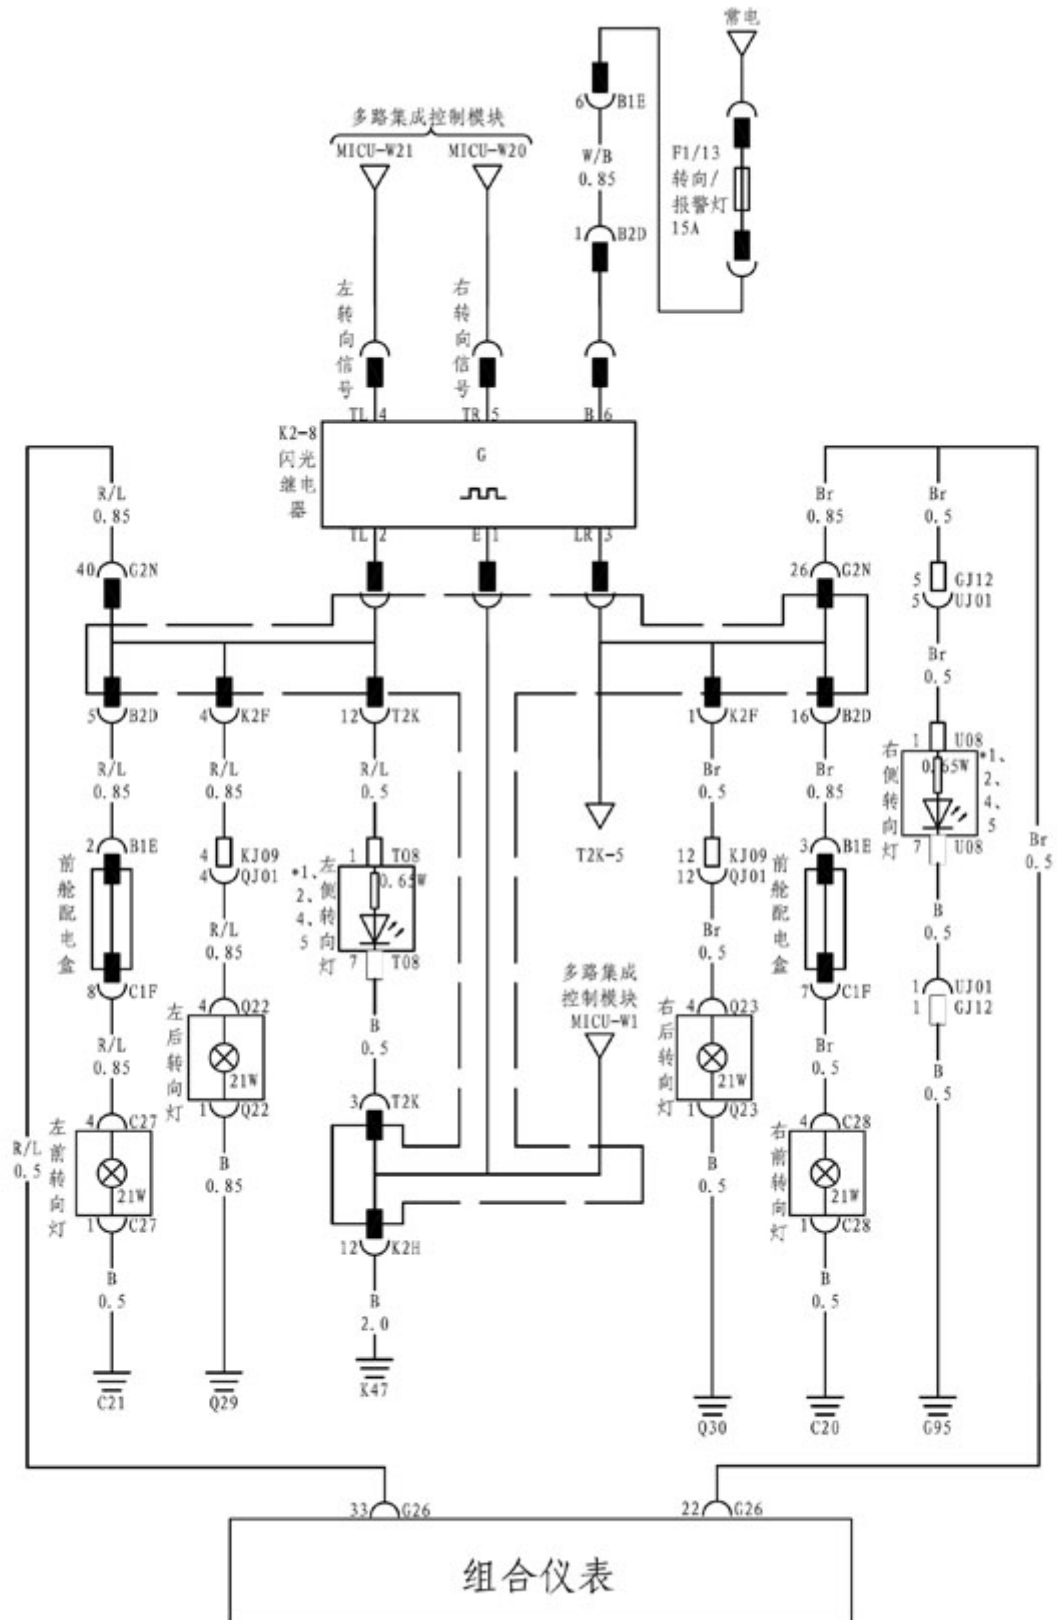 常电
6 B1E
多路集成控制模块
MICU-W21 MICU-W20
W/B
0.85
F1/13
转向/
报警灯
15A
1 B2D
左转向信号
右转向信号
TL 4 TR 5 B 6
K2-8
闪光
继电
器
G
TL 2 E 1 LR 3
R/L
0.85
Br
0.85
Br
0.5
40 G2N
26 G2N
5 GJ12
5 UJ01
Br
0.5
5 B2D
4 K2F
12 T2K
1 K2F
16 B2D
R/L
0.85
R/L
0.85
R/L
0.5
Br
0.5
Br
0.85
右侧转向灯
1 U08
0.65W
*1、
2、
4、
5
7 U08
T2K-5
Br
0.5
2 B1E
前舱配电盒
4 KJ09
4 QJ01
1 T08
0.65W
*1、
2、
4、
5
左侧转向灯
7 T08
12 KJ09
12 QJ01
3 B1E
前舱配电盒
R/L
0.85
Br
0.5
B
0.5
8 C1F
7 C1F
多路集成
控制模块
MICU-W1
1 UJ01
1 GJ12
4 Q22
左后转向灯
21W
1 Q22
4 Q23
右后转向灯
21W
1 Q23
R/L
0.85
B
0.5
Br
0.5
B
0.5
3 T2K
4 C27
左前转向灯
21W
1 C27
4 C28
右前转向灯
21W
1 C28
R/L
0.5
B
0.85
B
0.5
12 K2H
B
0.5
B
2.0
B
0.5
C21
Q29
K47
Q30
C20
G95
33 G26
22 G26
组合仪表